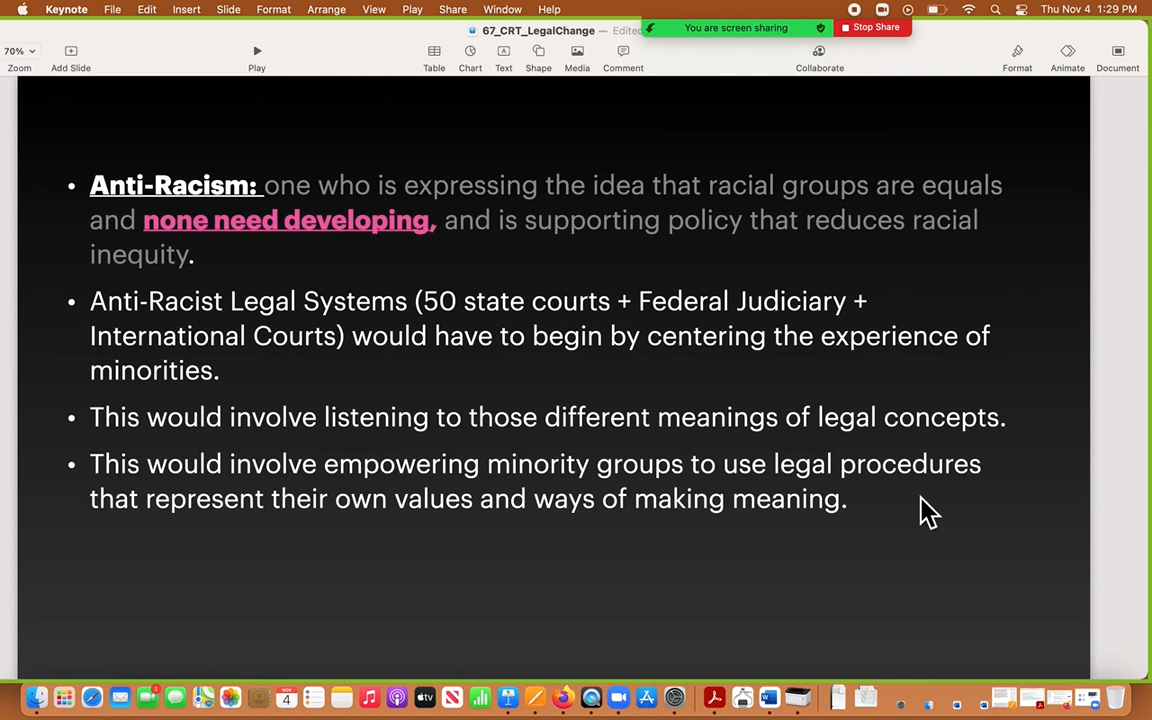 Keynote File Edit Insert Slide Format Arrange View Play Share Window Help Thu Nov 4 1:29 PM
67_CRT_LegalChange — Edited
You are screen sharing Stop Share
70%
Zoom Add Slide Play Table Chart Text Shape Media Comment Collaborate Format Animate Document
• Anti-Racism: one who is expressing the idea that racial groups are equals
and none need developing, and is supporting policy that reduces racial
inequity.
• Anti-Racist Legal Systems (50 state courts + Federal Judiciary +
International Courts) would have to begin by centering the experience of
minorities.
• This would involve listening to those different meanings of legal concepts.
• This would involve empowering minority groups to use legal procedures
that represent their own values and ways of making meaning.
NOV
4
tv